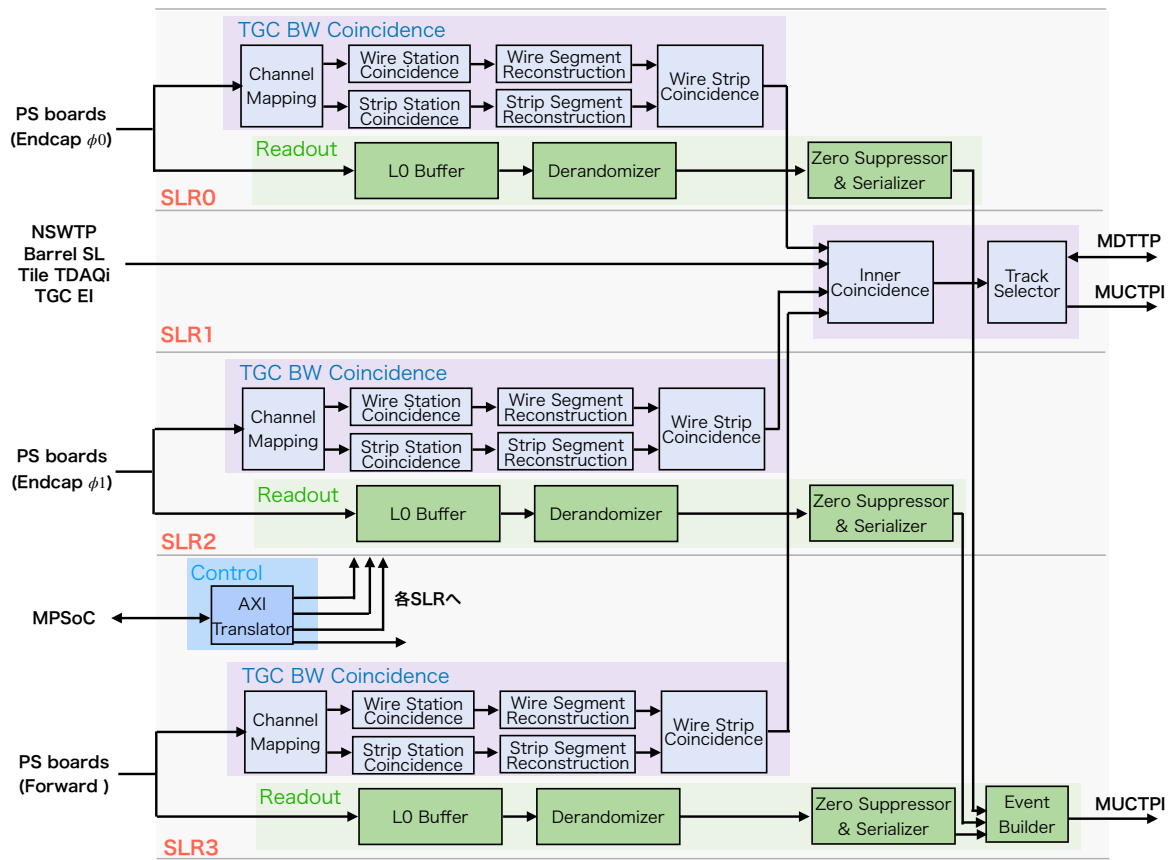 TGC BW Coincidence
Channel
Mapping
Wire Station
Coincidence
Wire Segment
Reconstruction
Strip Station
Coincidence
Strip Segment
Reconstruction
Wire Strip
Coincidence
PS boards
(Endcap ϕ0)
Readout
L0 Buffer
Derandomizer
Zero Suppressor
& Serializer
SLR0
NSWTP
Barrel SL
Tile TDAQi
TGC EI
Inner
Coincidence
Track
Selector
MDTTP
MUCTPI
SLR1
TGC BW Coincidence
Channel
Mapping
Wire Station
Coincidence
Wire Segment
Reconstruction
Strip Station
Coincidence
Strip Segment
Reconstruction
Wire Strip
Coincidence
PS boards
(Endcap ϕ1)
Readout
L0 Buffer
Derandomizer
Zero Suppressor
& Serializer
SLR2
Control
AXI
Translator
MPSoC
各SLRへ
TGC BW Coincidence
Channel
Mapping
Wire Station
Coincidence
Wire Segment
Reconstruction
Strip Station
Coincidence
Strip Segment
Reconstruction
Wire Strip
Coincidence
PS boards
(Forward )
Readout
L0 Buffer
Derandomizer
Zero Suppressor
& Serializer
Event
Builder
MUCTPI
SLR3